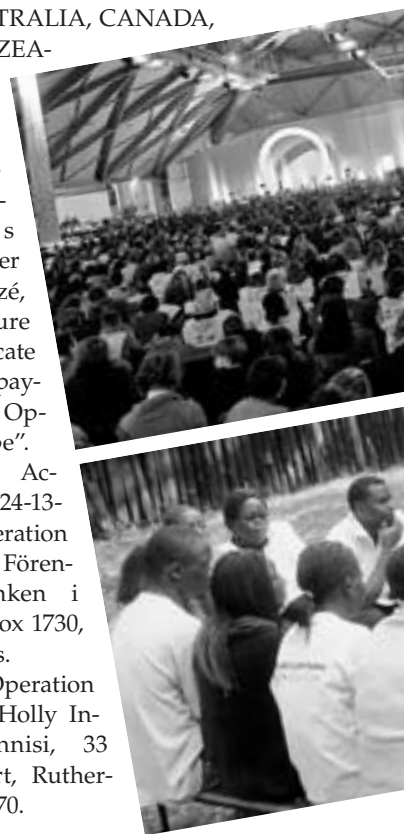 TRALIA, CANADA,
ZEA-
-
s
er
zé,
ure
cate
pay-
Op-
pe”.
Ac-
24-13-
eration
Fören-
nken i
ox 1730,
s.
Operation
Holly In-
nnisi, 33
rt, Ruther-
70.